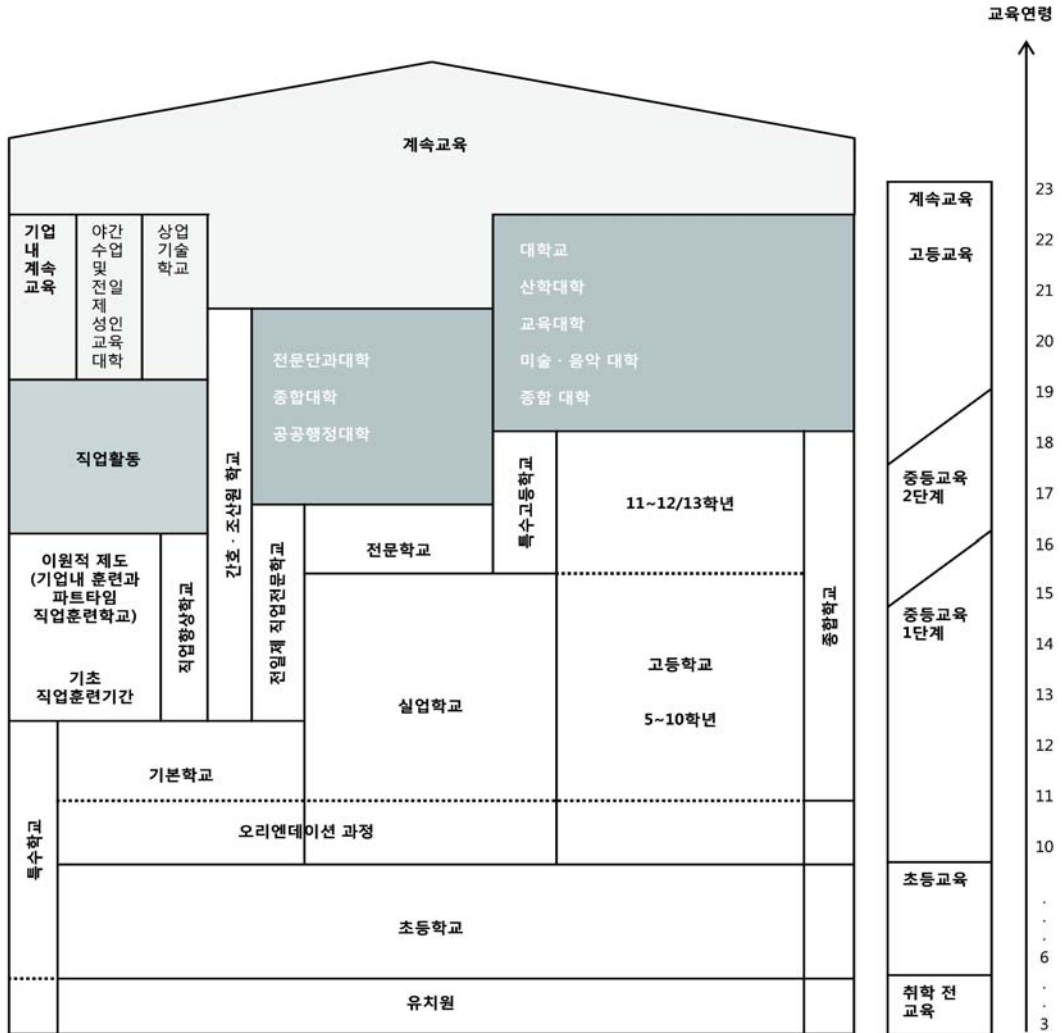 교육연령
계속교육
기업
내
계속
교육
야간
수업
및
전일
제
성인
교육
대학
상업
기술
학교
대학교
산학대학
교육대학
미술 · 음악 대학
종합 대학
전문단과대학
종합대학
공공행정대학
직업활동
간호 · 조산원 학교
특수고등학교
11~12/13학년
종합학교
이원적 제도
(기업내 훈련과
파트타임
직업훈련학교)
기초
직업훈련기간
직업향상학교
전일제 직업전문학교
전문학교
실업학교
고등학교
5~10학년
기본학교
특수학교
오리엔데이션 과정
초등학교
유치원
계속교육
고등교육
중등교육
2단계
중등교육
1단계
초등교육
취학 전
교육
23
22
21
20
19
18
17
16
15
14
13
12
11
10
.
.
.
6
.
.
3